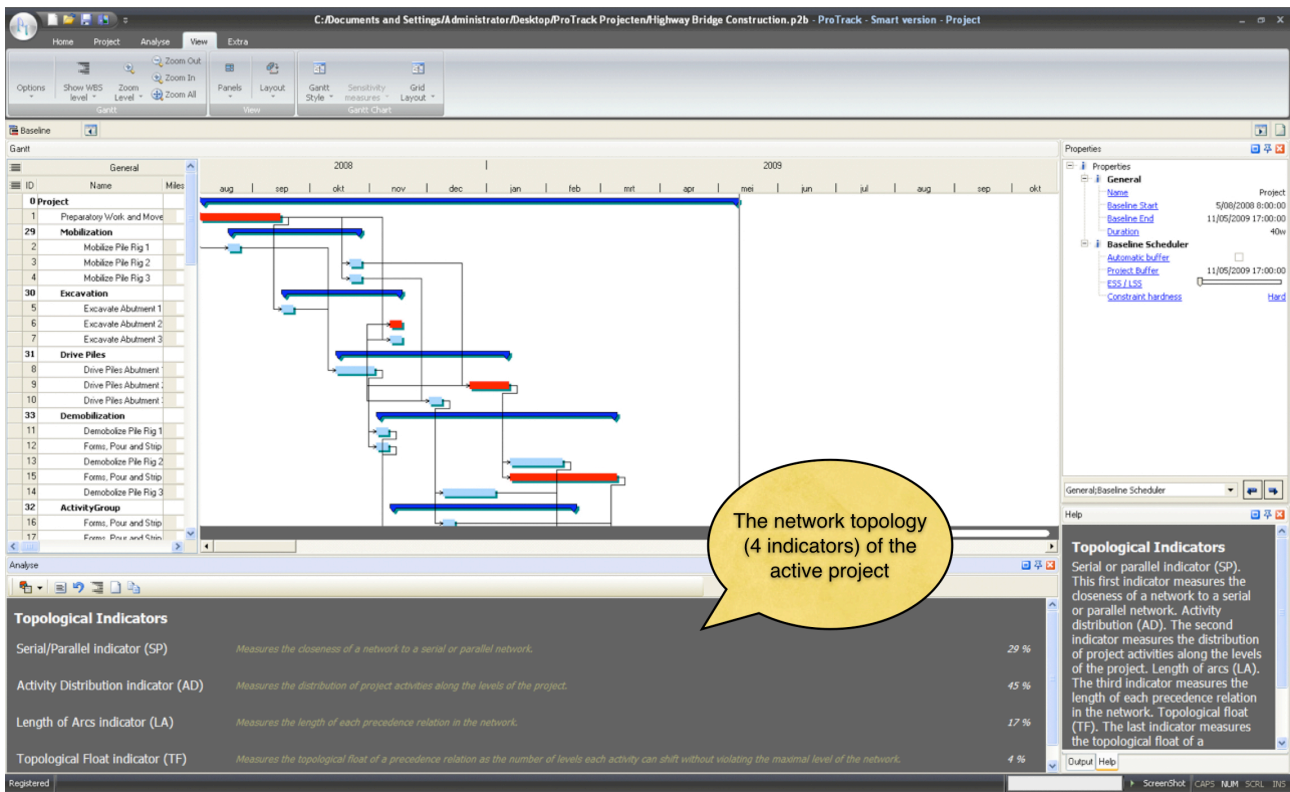 C:/Documents and Settings/Administrator/Desktop/ProTrack Projecten/Highway Bridge Construction.p2b - ProTrack - Smart version - Project
Home Project Analyse View Extra
Options
Show WBS level
Zoom Level
Zoom Out
Zoom In
Zoom All
Panels
Layout
Gantt Style
Sensitivity measures
Grid Layout
Gantt View Gantt Chart
Baseline
Gantt
General
ID Name Miles
2008 2009
aug sep okt nov dec jan feb mrt apr mei jun jul aug sep okt
0 Project
1 Preparatory Work and Move
29 Mobilization
2 Mobilize Pile Rig 1
3 Mobilize Pile Rig 2
4 Mobilize Pile Rig 3
30 Excavation
5 Excavate Abutment 1
6 Excavate Abutment 2
7 Excavate Abutment 3
31 Drive Piles
8 Drive Piles Abutment
9 Drive Piles Abutment
10 Drive Piles Abutment
33 Demobilization
11 Demobolize Pile Rig 1
12 Forms, Pour and Strip
13 Demobolize Pile Rig 2
15 Forms, Pour and Strip
14 Demobolize Pile Rig 3
32 ActivityGroup
16 Forms, Pour and Strip
17 Forms, Pour and Strip
Properties
Properties
General
Name Project
Baseline Start 5/08/2008 8:00:00
Baseline End 11/05/2009 17:00:00
Duration 40w
Baseline Scheduler
Automatic buffer
Project Buffer 11/05/2009 17:00:00
ESS / LSS
Constraint hardness Hard
General;Baseline Scheduler
Help
Topological Indicators
Serial or parallel indicator (SP).
This first indicator measures the
closeness of a network to a serial
or parallel network. Activity
distribution (AD). The second
indicator measures the distribution
of project activities along the levels
of the project. Length of arcs (LA).
The third indicator measures the
length of each precedence relation
in the network. Topological float
(TF). The last indicator measures
the topological float of a
Output Help
The network topology
(4 indicators) of the
active project
Analyse
Topological Indicators
Serial/Parallel indicator (SP) Measures the closeness of a network to a serial or parallel network. 29 %
Activity Distribution indicator (AD) Measures the distribution of project activities along the levels of the project. 45 %
Length of Arcs indicator (LA) Measures the length of each precedence relation in the network. 17 %
Topological Float indicator (TF) Measures the topological float of a precedence relation as the number of levels each activity can shift without violating the maximal level of the network. 4 %
Registered
ScreenShot CAPS NUM SCRL INS